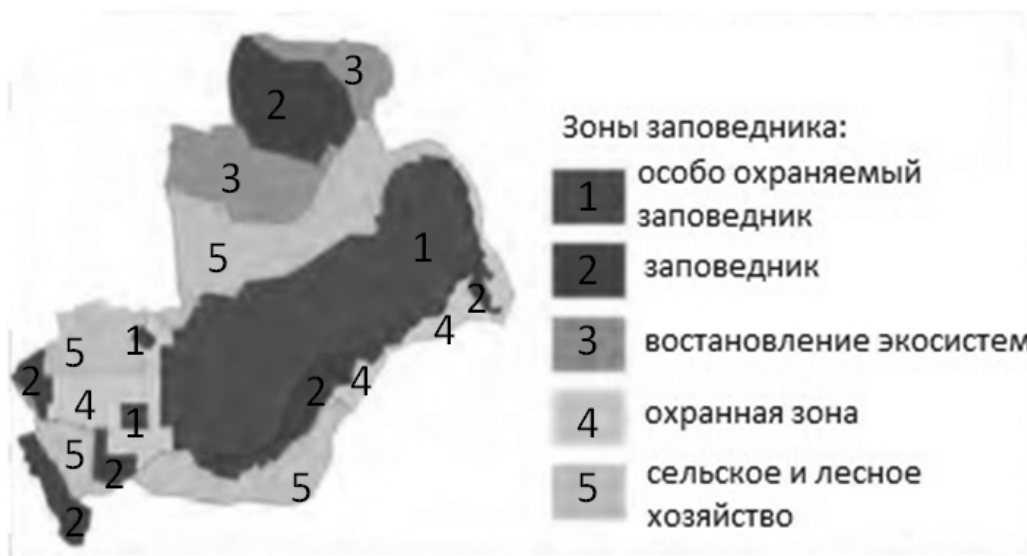 3
2
3
5
1
2
4
5
1
2
4
2
4
1
5
2
5
2
Зоны заповедника:
1 особо охраняемый
заповедник
2 заповедник
3 востановление экосистем
4 охранная зона
5 сельское и лесное
хозяйство